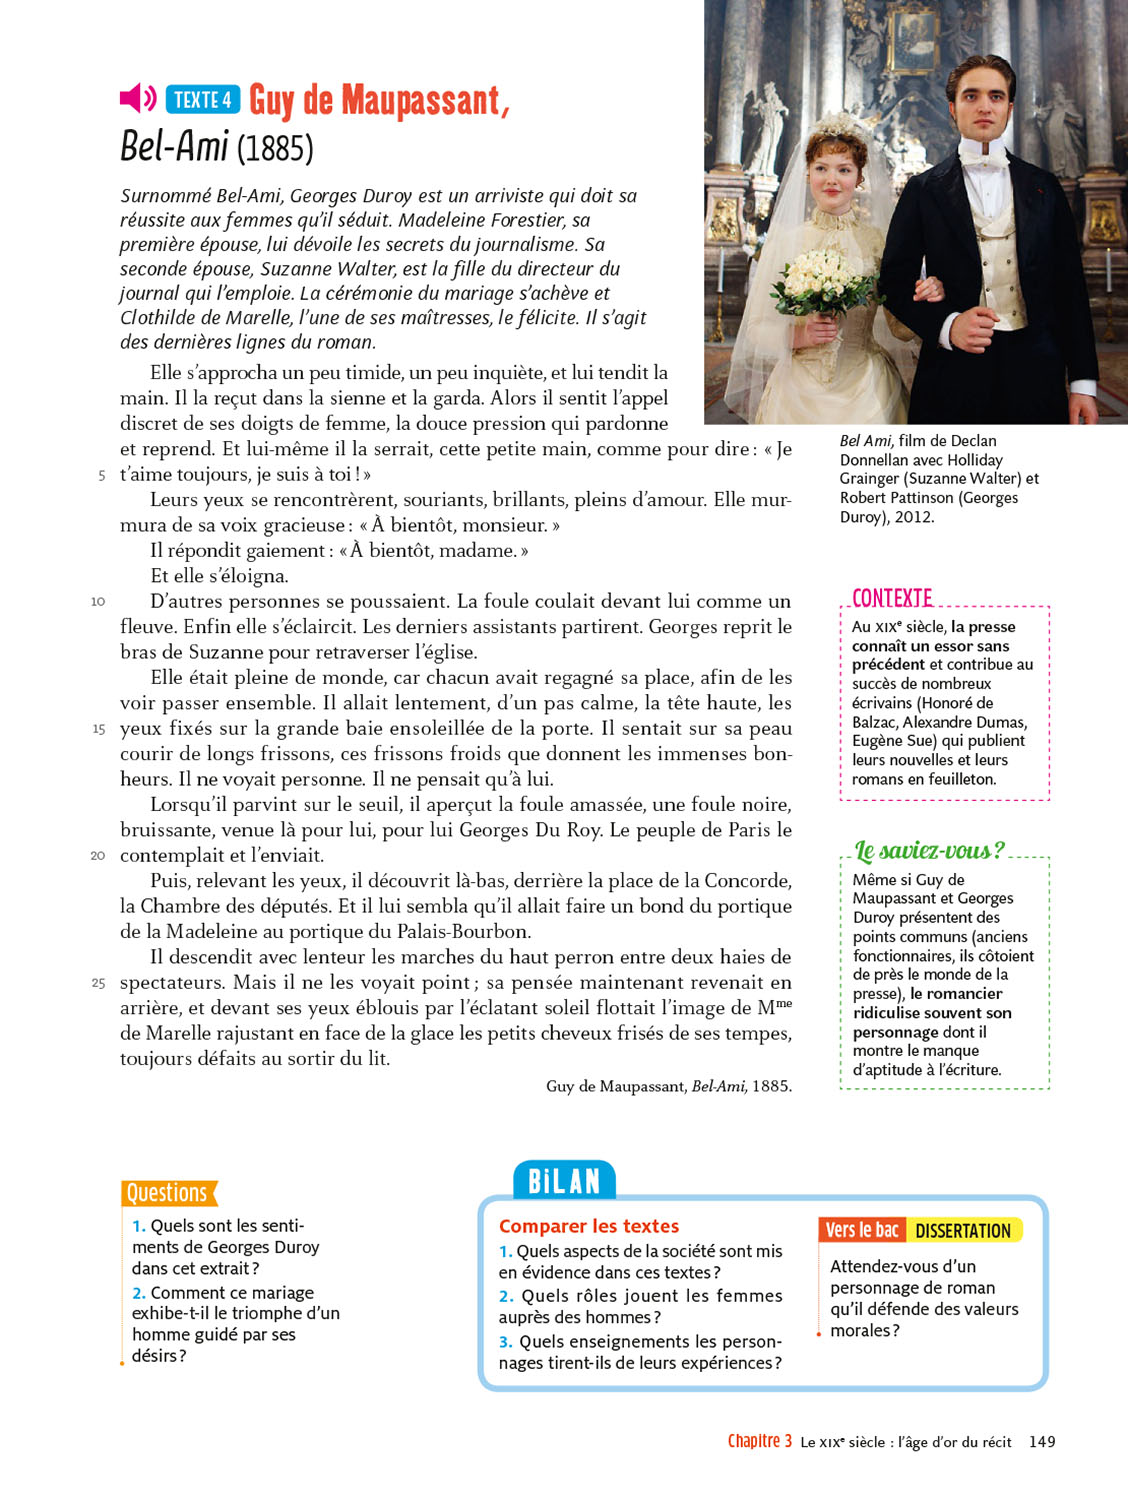 TEXTE 4 Guy de Maupassant,
Bel-Ami (1885)
Surnommé Bel-Ami, Georges Duroy est un arriviste qui doit sa
réussite aux femmes qu’il séduit. Madeleine Forestier, sa
première épouse, lui dévoile les secrets du journalisme. Sa
seconde épouse, Suzanne Walter, est la fille du directeur du
journal qui l’emploie. La cérémonie du mariage s’achève et
Clothilde de Marelle, l’une de ses maîtresses, le félicite. Il s’agit
des dernières lignes du roman.
Elle s’approcha un peu timide, un peu inquiète, et lui tendit la
main. Il la reçut dans la sienne et la garda. Alors il sentit l’appel
discret de ses doigts de femme, la douce pression qui pardonne
et reprend. Et lui-même il la serrait, cette petite main, comme pour dire : « Je
5 t’aime toujours, je suis à toi ! »
Leurs yeux se rencontrèrent, souriants, brillants, pleins d’amour. Elle mur-
mura de sa voix gracieuse : « À bientôt, monsieur. »
Il répondit gaiement : « À bientôt, madame. »
Et elle s’éloigna.
10 D’autres personnes se poussaient. La foule coulait devant lui comme un
fleuve. Enfin elle s’éclaircit. Les derniers assistants partirent. Georges reprit le
bras de Suzanne pour retraverser l’église.
Elle était pleine de monde, car chacun avait regagné sa place, afin de les
voir passer ensemble. Il allait lentement, d’un pas calme, la tête haute, les
15 yeux fixés sur la grande baie ensoleillée de la porte. Il sentait sur sa peau
courir de longs frissons, ces frissons froids que donnent les immenses bon-
heurs. Il ne voyait personne. Il ne pensait qu’à lui.
Lorsqu’il parvint sur le seuil, il aperçut la foule amassée, une foule noire,
bruissante, venue là pour lui, pour lui Georges Du Roy. Le peuple de Paris le
20 contemplait et l’enviait.
Puis, relevant les yeux, il découvrit là-bas, derrière la place de la Concorde,
la Chambre des députés. Et il lui sembla qu’il allait faire un bond du portique
de la Madeleine au portique du Palais-Bourbon.
Il descendit avec lenteur les marches du haut perron entre deux haies de
25 spectateurs. Mais il ne les voyait point ; sa pensée maintenant revenait en
arrière, et devant ses yeux éblouis par l’éclatant soleil flottait l’image de Mme
de Marelle rajustant en face de la glace les petits cheveux frisés de ses tempes,
toujours défaits au sortir du lit.
Guy de Maupassant, Bel-Ami, 1885.
Bel Ami, film de Declan
Donnellan avec Holliday
Grainger (Suzanne Walter) et
Robert Pattinson (Georges
Duroy), 2012.
CONTEXTE
Au XIXe siècle, la presse
connaît un essor sans
précédent et contribue au
succès de nombreux
écrivains (Honoré de
Balzac, Alexandre Dumas,
Eugène Sue) qui publient
leurs nouvelles et leurs
romans en feuilleton.
Le saviez-vous ?
Même si Guy de
Maupassant et Georges
Duroy présentent des
points communs (anciens
fonctionnaires, ils côtoient
de près le monde de la
presse), le romancier
ridiculise souvent son
personnage dont il
montre le manque
d’aptitude à l’écriture.
Questions
1. Quels sont les senti-
ments de Georges Duroy
dans cet extrait ?
2. Comment ce mariage
exhibe-t-il le triomphe d’un
homme guidé par ses
désirs ?
BiLAN
Comparer les textes
1. Quels aspects de la société sont mis
en évidence dans ces textes ?
2. Quels rôles jouent les femmes
auprès des hommes ?
3. Quels enseignements les person-
nages tirent-ils de leurs expériences ?
Vers le bac DISSERTATION
Attendez-vous d’un
personnage de roman
qu’il défende des valeurs
morales ?
Chapitre 3 Le XIXe siècle : l’âge d’or du récit 149